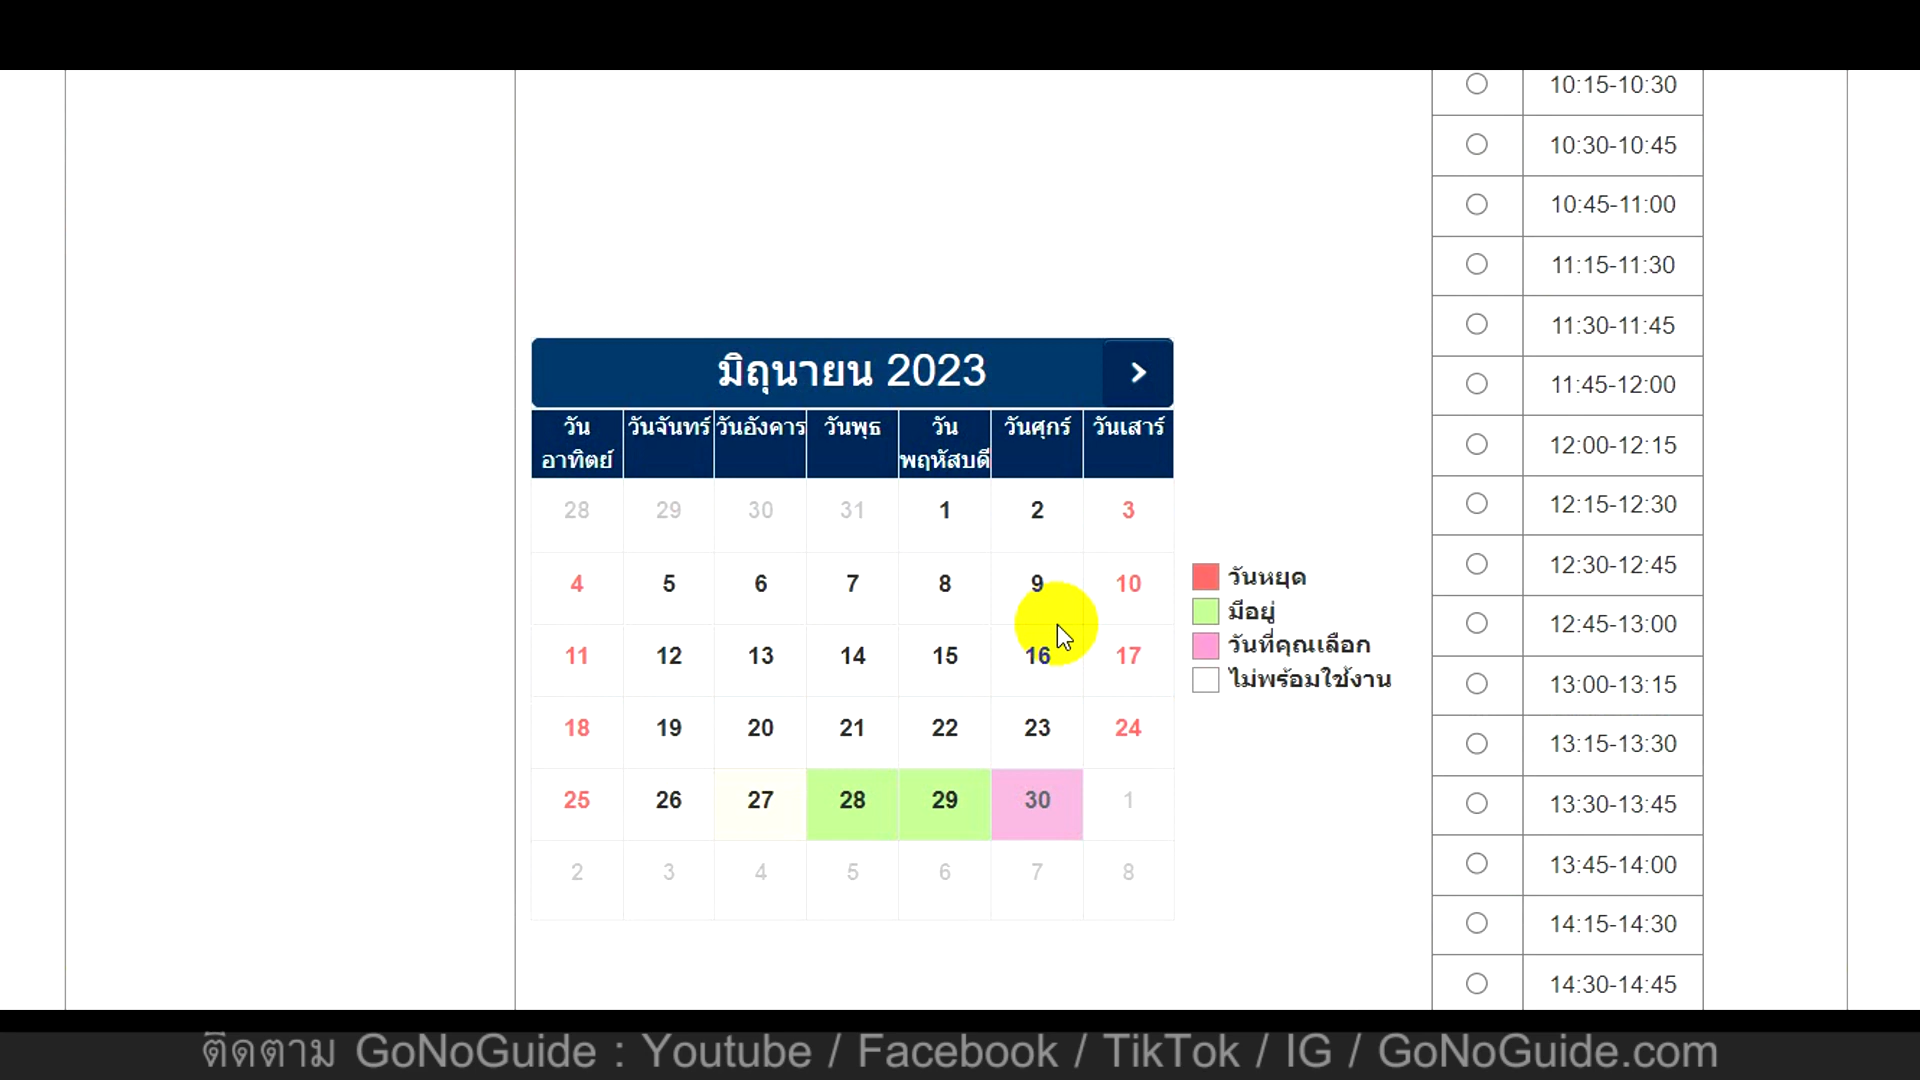 มิถุนายน 2023
วันอาทิตย์ วันจันทร์ วันอังคาร วันพุธ วันพฤหัสบดี วันศุกร์ วันเสาร์
28 29 30 31 1 2 3
4 5 6 7 8 9 10
11 12 13 14 15 16 17
18 19 20 21 22 23 24
25 26 27 28 29 30 1
2 3 4 5 6 7 8
วันหยุด
มีอยู่
วันที่คุณเลือก
ไม่พร้อมใช้งาน
10:15-10:30
10:30-10:45
10:45-11:00
11:15-11:30
11:30-11:45
11:45-12:00
12:00-12:15
12:15-12:30
12:30-12:45
12:45-13:00
13:00-13:15
13:15-13:30
13:30-13:45
13:45-14:00
14:15-14:30
14:30-14:45
ติดตาม GoNoGuide : Youtube / Facebook / TikTok / IG / GoNoGuide.com